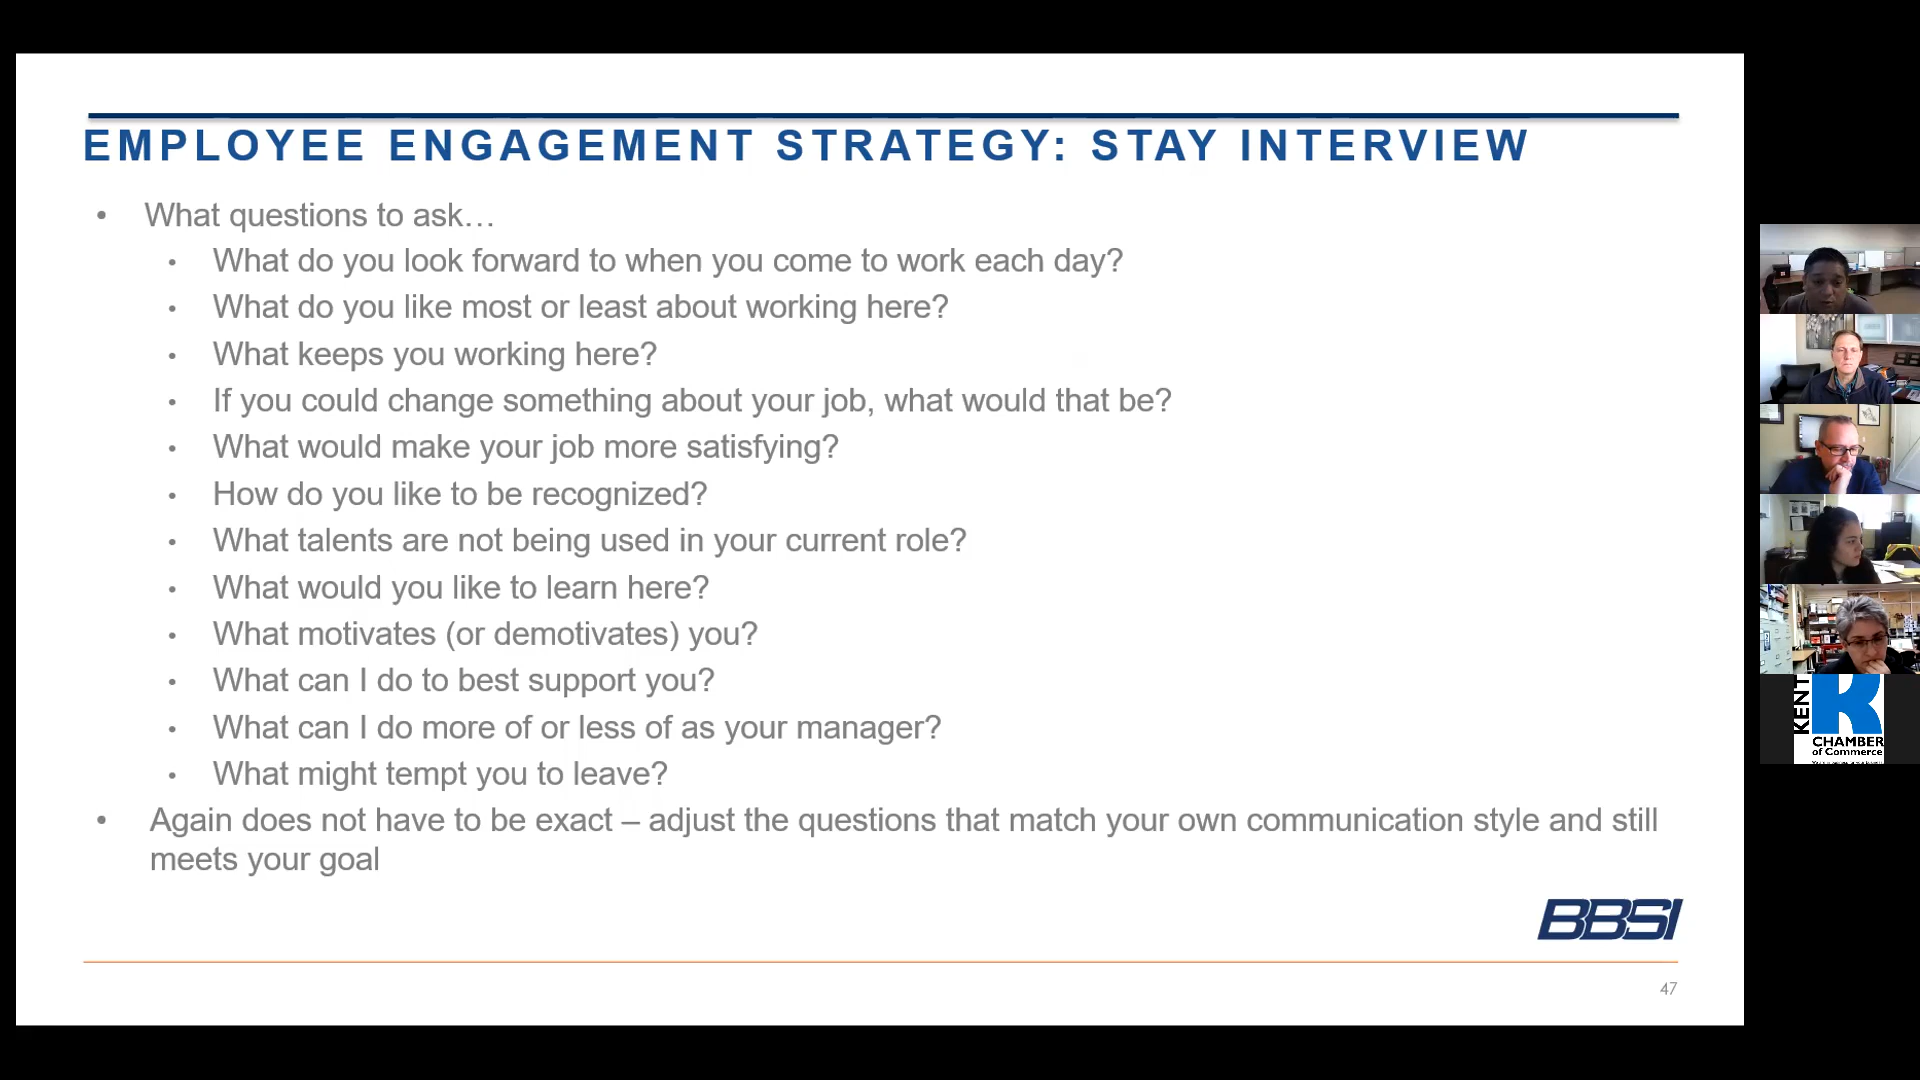 EMPLOYEE ENGAGEMENT STRATEGY: STAY INTERVIEW
• What questions to ask…
• What do you look forward to when you come to work each day?
• What do you like most or least about working here?
• What keeps you working here?
• If you could change something about your job, what would that be?
• What would make your job more satisfying?
• How do you like to be recognized?
• What talents are not being used in your current role?
• What would you like to learn here?
• What motivates (or demotivates) you?
• What can I do to best support you?
• What can I do more of or less of as your manager?
• What might tempt you to leave?
• Again does not have to be exact – adjust the questions that match your own communication style and still
meets your goal
BBSI
47
KENT
CHAMBER
of Commerce